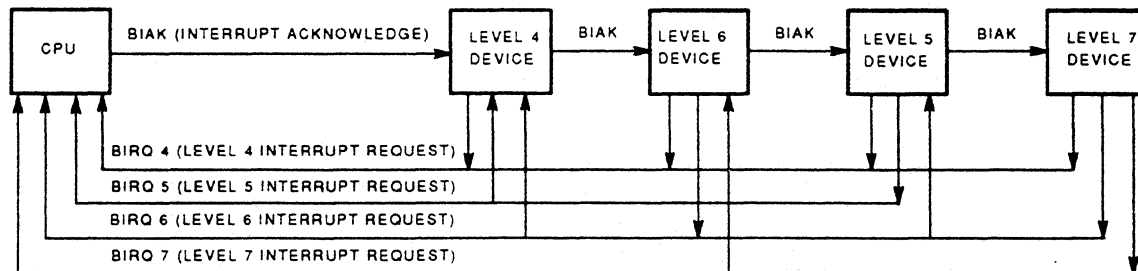 CPU
BIAK (INTERRUPT ACKNOWLEDGE)
LEVEL 4
DEVICE
BIAK
LEVEL 6
DEVICE
BIAK
LEVEL 5
DEVICE
BIAK
LEVEL 7
DEVICE
BIRQ 4 (LEVEL 4 INTERRUPT REQUEST)
BIRQ 5 (LEVEL 5 INTERRUPT REQUEST)
BIRQ 6 (LEVEL 6 INTERRUPT REQUEST)
BIRQ 7 (LEVEL 7 INTERRUPT REQUEST)